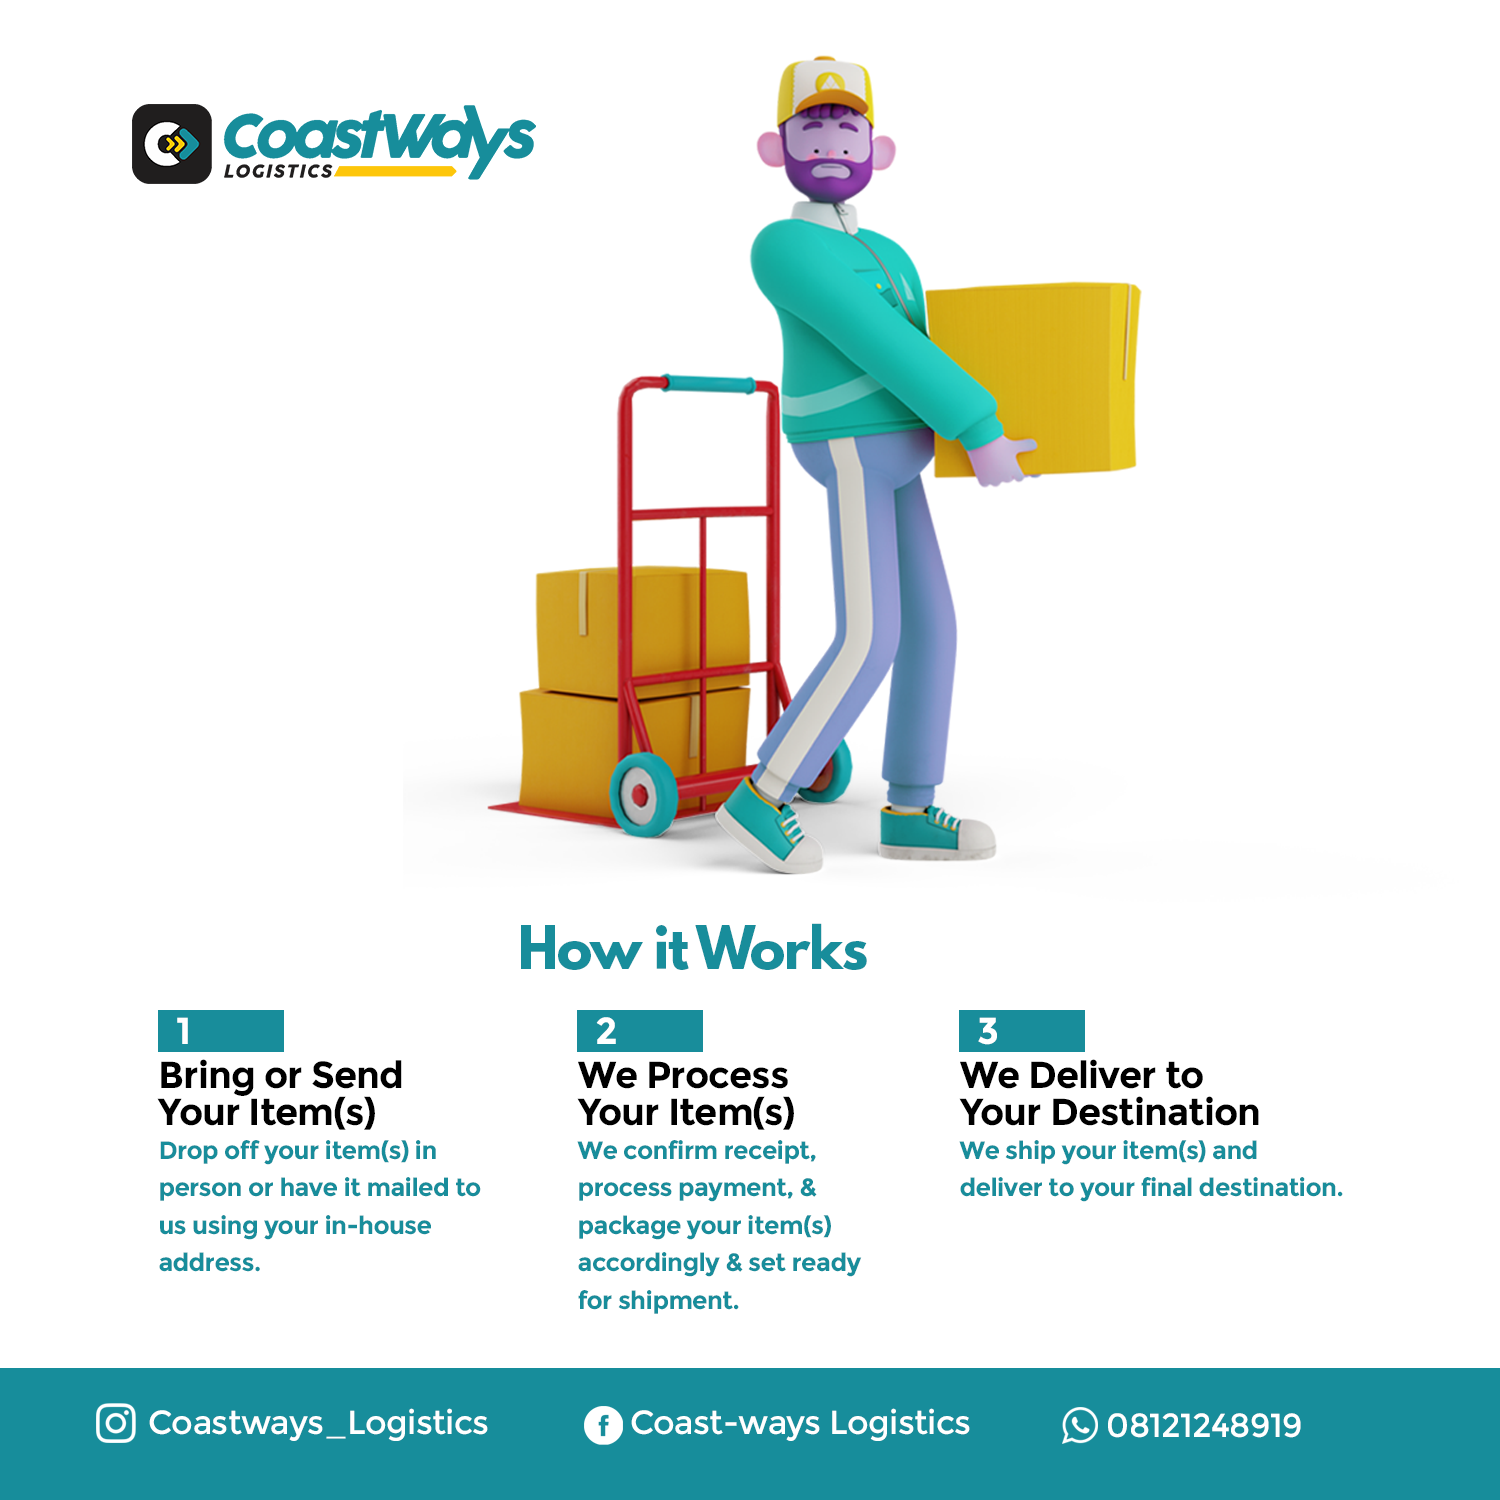 CoastWays
LOGISTICS
How it Works
1
Bring or Send
Your Item(s)
Drop off your item(s) in
person or have it mailed to
us using your in-house
address.
2
We Process
Your Item(s)
We confirm receipt,
process payment, &
package your item(s)
accordingly & set ready
for shipment.
3
We Deliver to
Your Destination
We ship your item(s) and
deliver to your final destination.
Coastways_Logistics
Coast-ways Logistics
08121248919